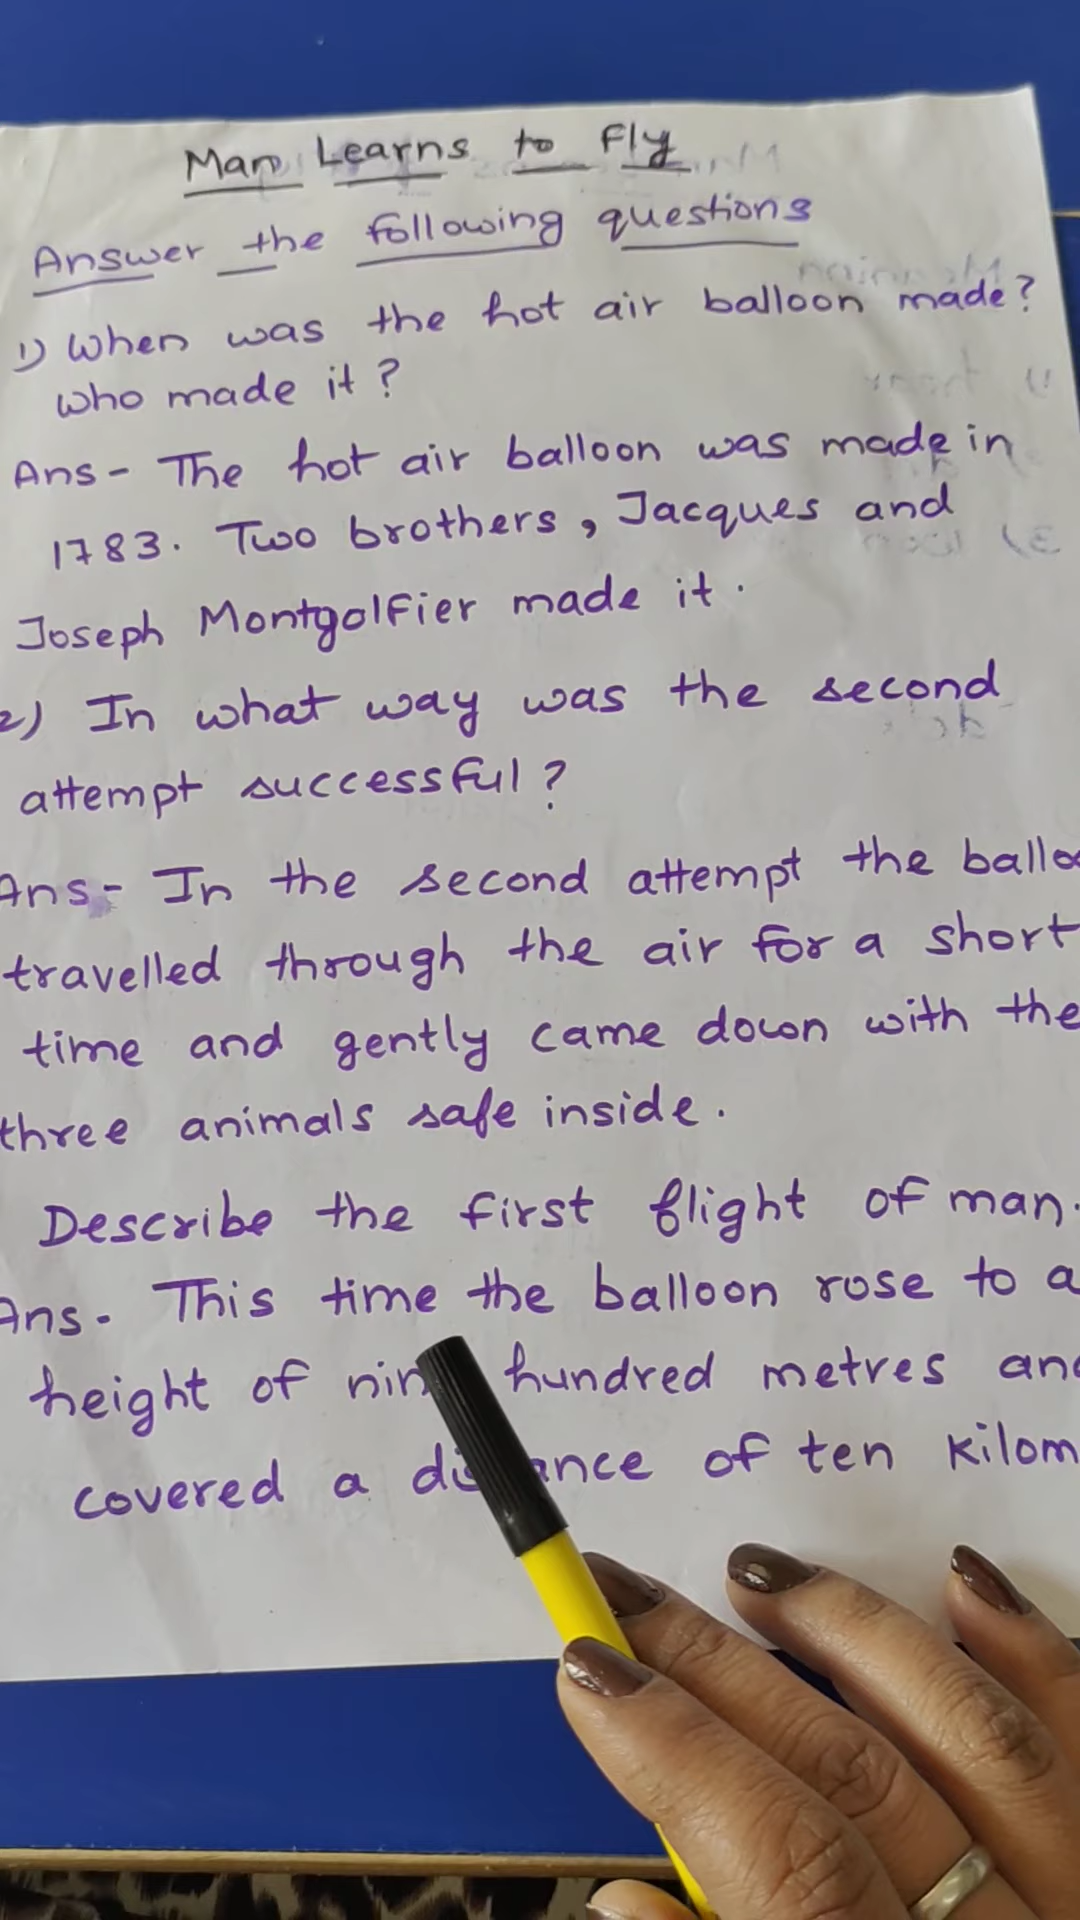 Man Learns to Fly
Answer the following questions
1) When was the hot air balloon made?
who made it?
Ans- The hot air balloon was made in
1783. Two brothers, Jacques and
Joseph Montgolfier made it.
2) In what way was the second
attempt successful?
Ans- In the second attempt the
travelled through the air for a short
time and gently came down with the
three animals safe inside.
Describe the first flight of man.
Ans. This time the balloon rose to a
height of hundred metres
covered a of ten